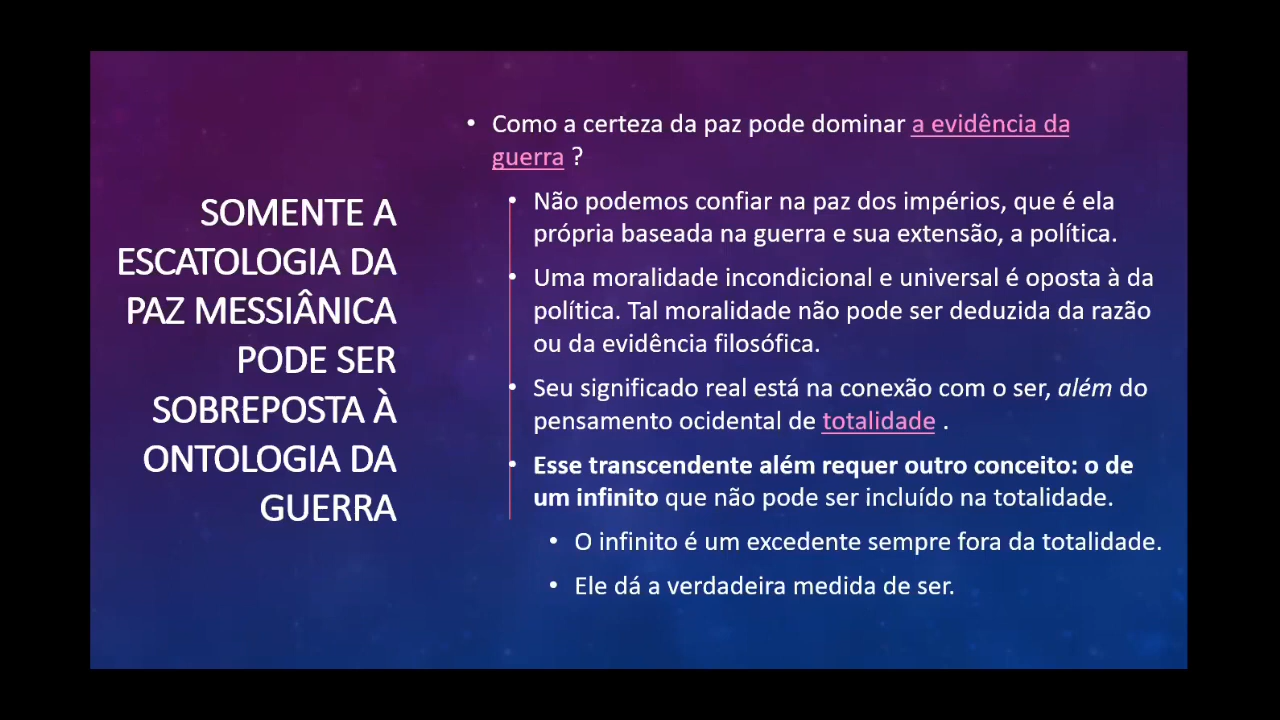 SOMENTE A
ESCATOLOGIA DA
PAZ MESSIÂNICA
PODE SER
SOBREPOSTA À
ONTOLOGIA DA
GUERRA
• Como a certeza da paz pode dominar a evidência da
guerra ?
• Não podemos confiar na paz dos impérios, que é ela
própria baseada na guerra e sua extensão, a política.
• Uma moralidade incondicional e universal é oposta à da
política. Tal moralidade não pode ser deduzida da razão
ou da evidência filosófica.
• Seu significado real está na conexão com o ser, além do
pensamento ocidental de totalidade .
• Esse transcendente além requer outro conceito: o de
um infinito que não pode ser incluído na totalidade.
• O infinito é um excedente sempre fora da totalidade.
• Ele dá a verdadeira medida de ser.